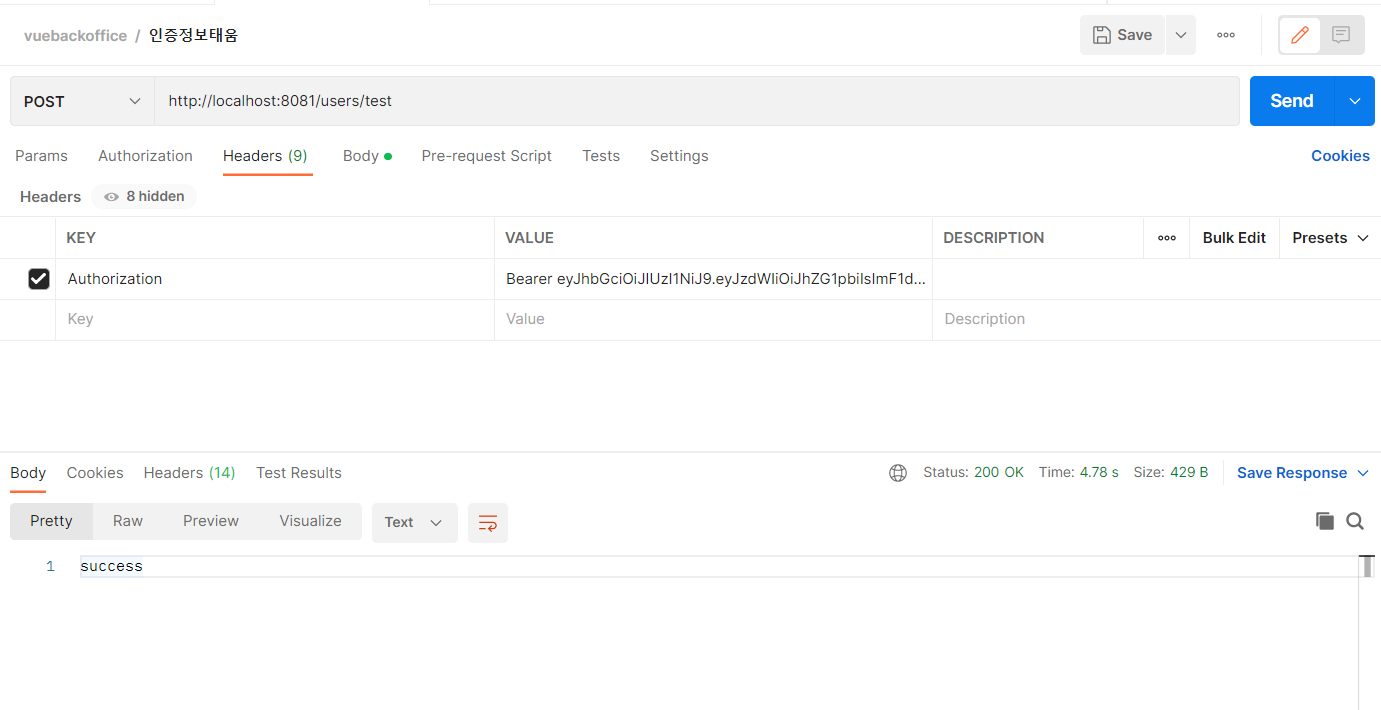 vuebackoffice / 인증정보태움
Save
POST
http://localhost:8081/users/test
Send
Params Authorization Headers (9) Body Pre-request Script Tests Settings Cookies
Headers 8 hidden
KEY VALUE DESCRIPTION Bulk Edit Presets
Authorization Bearer eyJhbGciOiJIUzI1NiJ9.eyJzdWIiOiJhZG1pbiIsImF1d...
Key Value Description
Body Cookies Headers (14) Test Results Status: 200 OK Time: 4.78 s Size: 429 B Save Response
Pretty Raw Preview Visualize Text
1 success